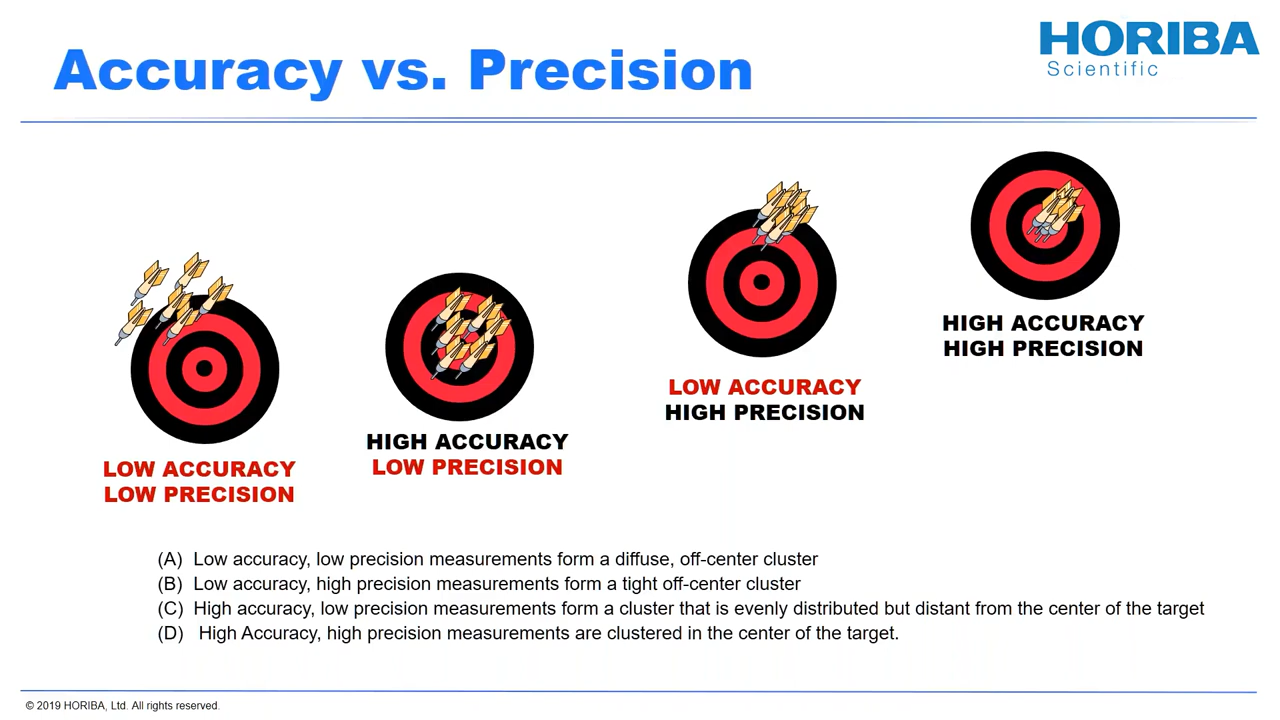 Accuracy vs. Precision
HORIBA
Scientific
LOW ACCURACY
LOW PRECISION
HIGH ACCURACY
LOW PRECISION
LOW ACCURACY
HIGH PRECISION
HIGH ACCURACY
HIGH PRECISION
(A) Low accuracy, low precision measurements form a diffuse, off-center cluster
(B) Low accuracy, high precision measurements form a tight off-center cluster
(C) High accuracy, low precision measurements form a cluster that is evenly distributed but distant from the center of the target
(D) High Accuracy, high precision measurements are clustered in the center of the target.
© 2019 HORIBA, Ltd. All rights reserved.